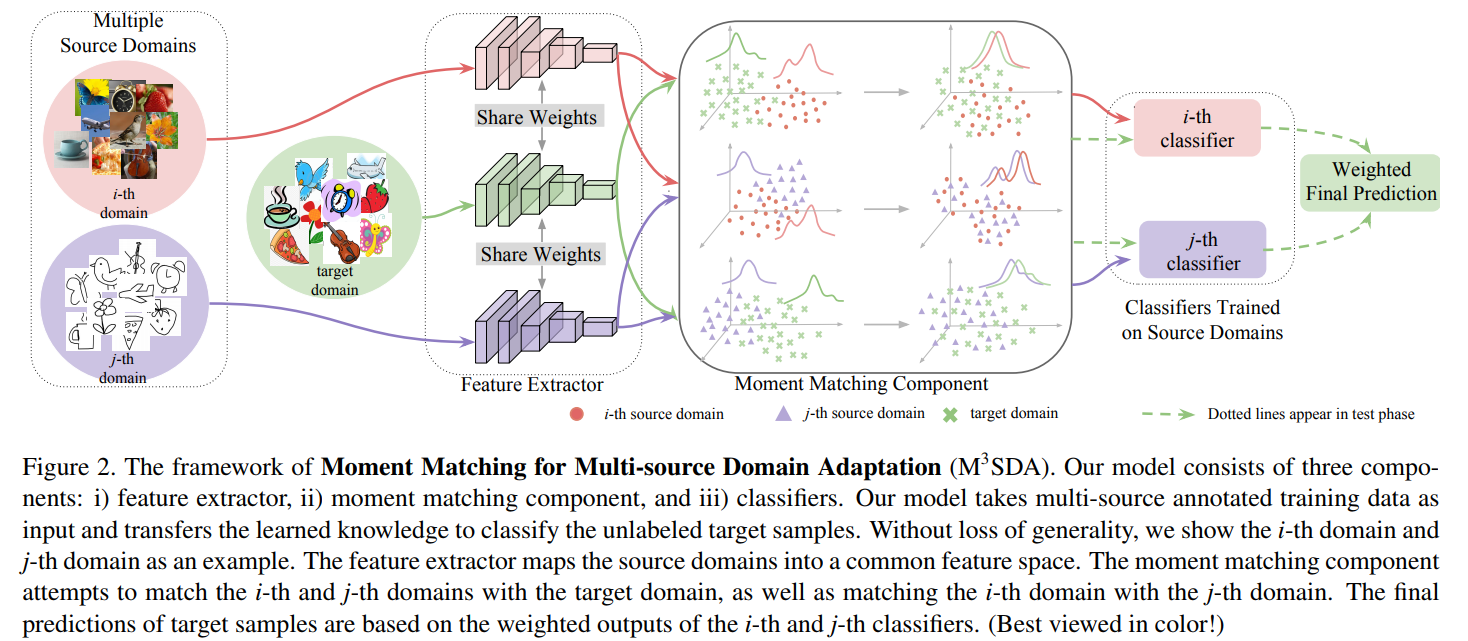 Multiple
Source Domains
i-th
domain
j-th
domain
target
domain
Share Weights
Share Weights
Feature Extractor
Moment Matching Component
i-th
classifier
j-th
classifier
Weighted
Final Prediction
Classifiers Trained
on Source Domains
i-th source domain
j-th source domain
target domain
Dotted lines appear in test phase
Figure 2. The framework of Moment Matching for Multi-source Domain Adaptation (M³SDA). Our model consists of three compo-
nents: i) feature extractor, ii) moment matching component, and iii) classifiers. Our model takes multi-source annotated training data as
input and transfers the learned knowledge to classify the unlabeled target samples. Without loss of generality, we show the i-th domain and
j-th domain as an example. The feature extractor maps the source domains into a common feature space. The moment matching component
attempts to match the i-th and j-th domains with the target domain, as well as matching the i-th domain with the j-th domain. The final
predictions of target samples are based on the weighted outputs of the i-th and j-th classifiers. (Best viewed in color!)